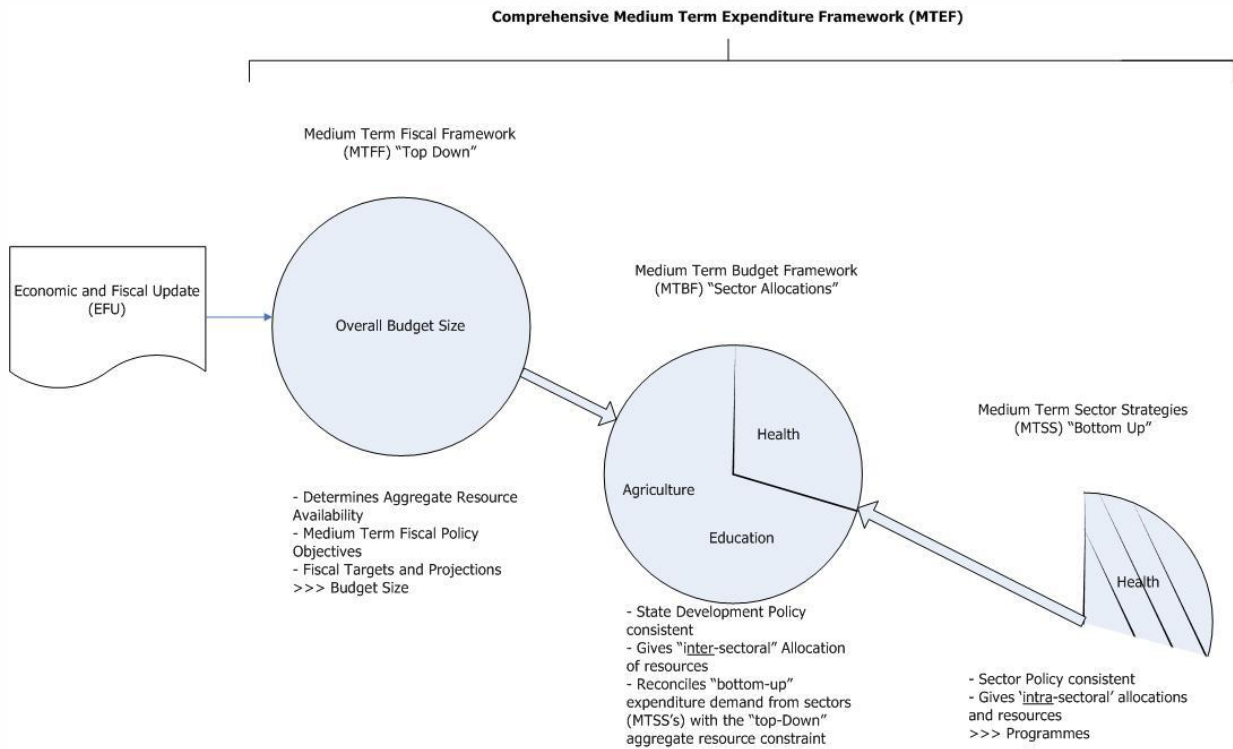 Comprehensive Medium Term Expenditure Framework (MTEF)
Medium Term Fiscal Framework
(MTFF) “Top Down”
Economic and Fiscal Update
(EFU)
Overall Budget Size
- Determines Aggregate Resource
Availability
- Medium Term Fiscal Policy
Objectives
- Fiscal Targets and Projections
>>> Budget Size
Medium Term Budget Framework
(MTBF) “Sector Allocations”
Health
Agriculture
Education
- State Development Policy
consistent
- Gives “inter-sectoral” Allocation
of resources
- Reconciles “bottom-up”
expenditure demand from sectors
(MTSS’s) with the “top-Down”
aggregate resource constraint
Medium Term Sector Strategies
(MTSS) “Bottom Up”
Health
- Sector Policy consistent
- Gives ‘intra-sectoral’ allocations
and resources
>>> Programmes